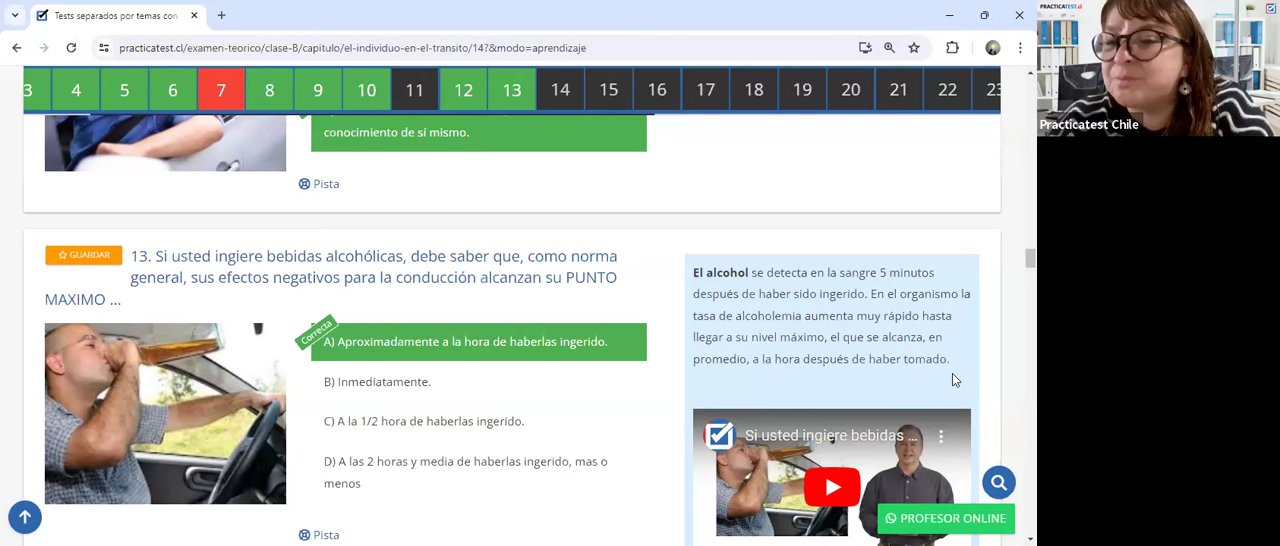 Tests separados por temas con
practicatest.cl/examen-teorico/clase-B/capitulo/el-individuo-en-el-transito/14?&modo=aprendizaje
3 4 5 6 7 8 9 10 11 12 13 14 15 16 17 18 19 20 21 22 23
conocimiento de sí mismo.
Pista
GUARDAR
13. Si usted ingiere bebidas alcohólicas, debe saber que, como norma
general, sus efectos negativos para la conducción alcanzan su PUNTO
MAXIMO ...
Correcta
A) Aproximadamente a la hora de haberlas ingerido.
B) Inmediatamente.
C) A la 1/2 hora de haberlas ingerido.
D) A las 2 horas y media de haberlas ingerido, mas o
menos
Pista
El alcohol se detecta en la sangre 5 minutos
después de haber sido ingerido. En el organismo la
tasa de alcoholemia aumenta muy rápido hasta
llegar a su nivel máximo, el que se alcanza, en
promedio, a la hora después de haber tomado.
Si usted ingiere bebidas ...
PROFESOR ONLINE
PRACTICATEST.cl
Practicatest Chile